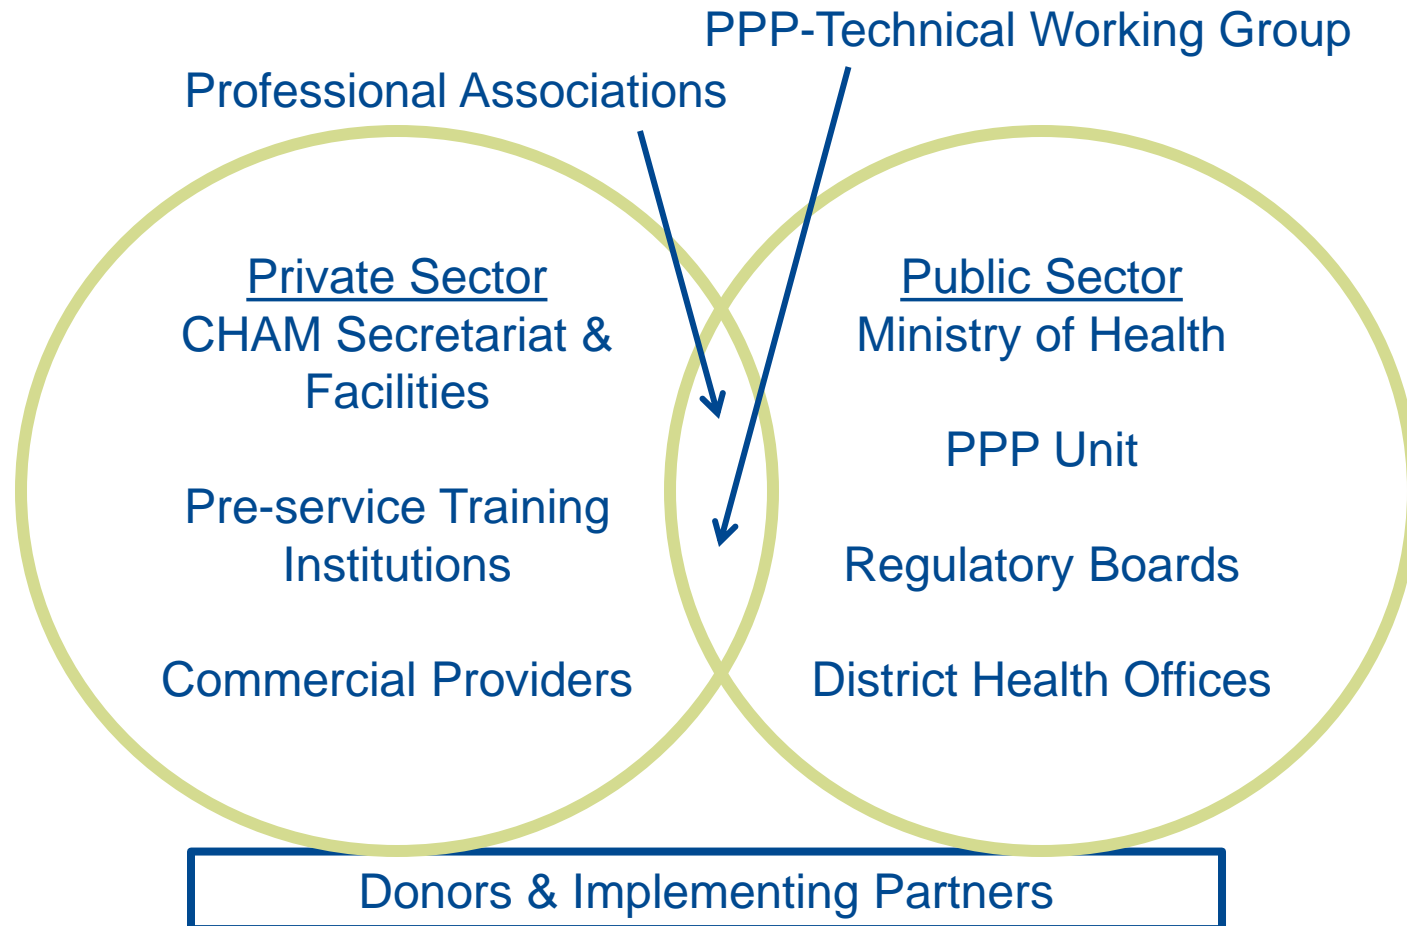 PPP-Technical Working Group
Professional Associations
Private Sector
CHAM Secretariat &
Facilities
Pre-service Training
Institutions
Commercial Providers
Public Sector
Ministry of Health
PPP Unit
Regulatory Boards
District Health Offices
Donors & Implementing Partners